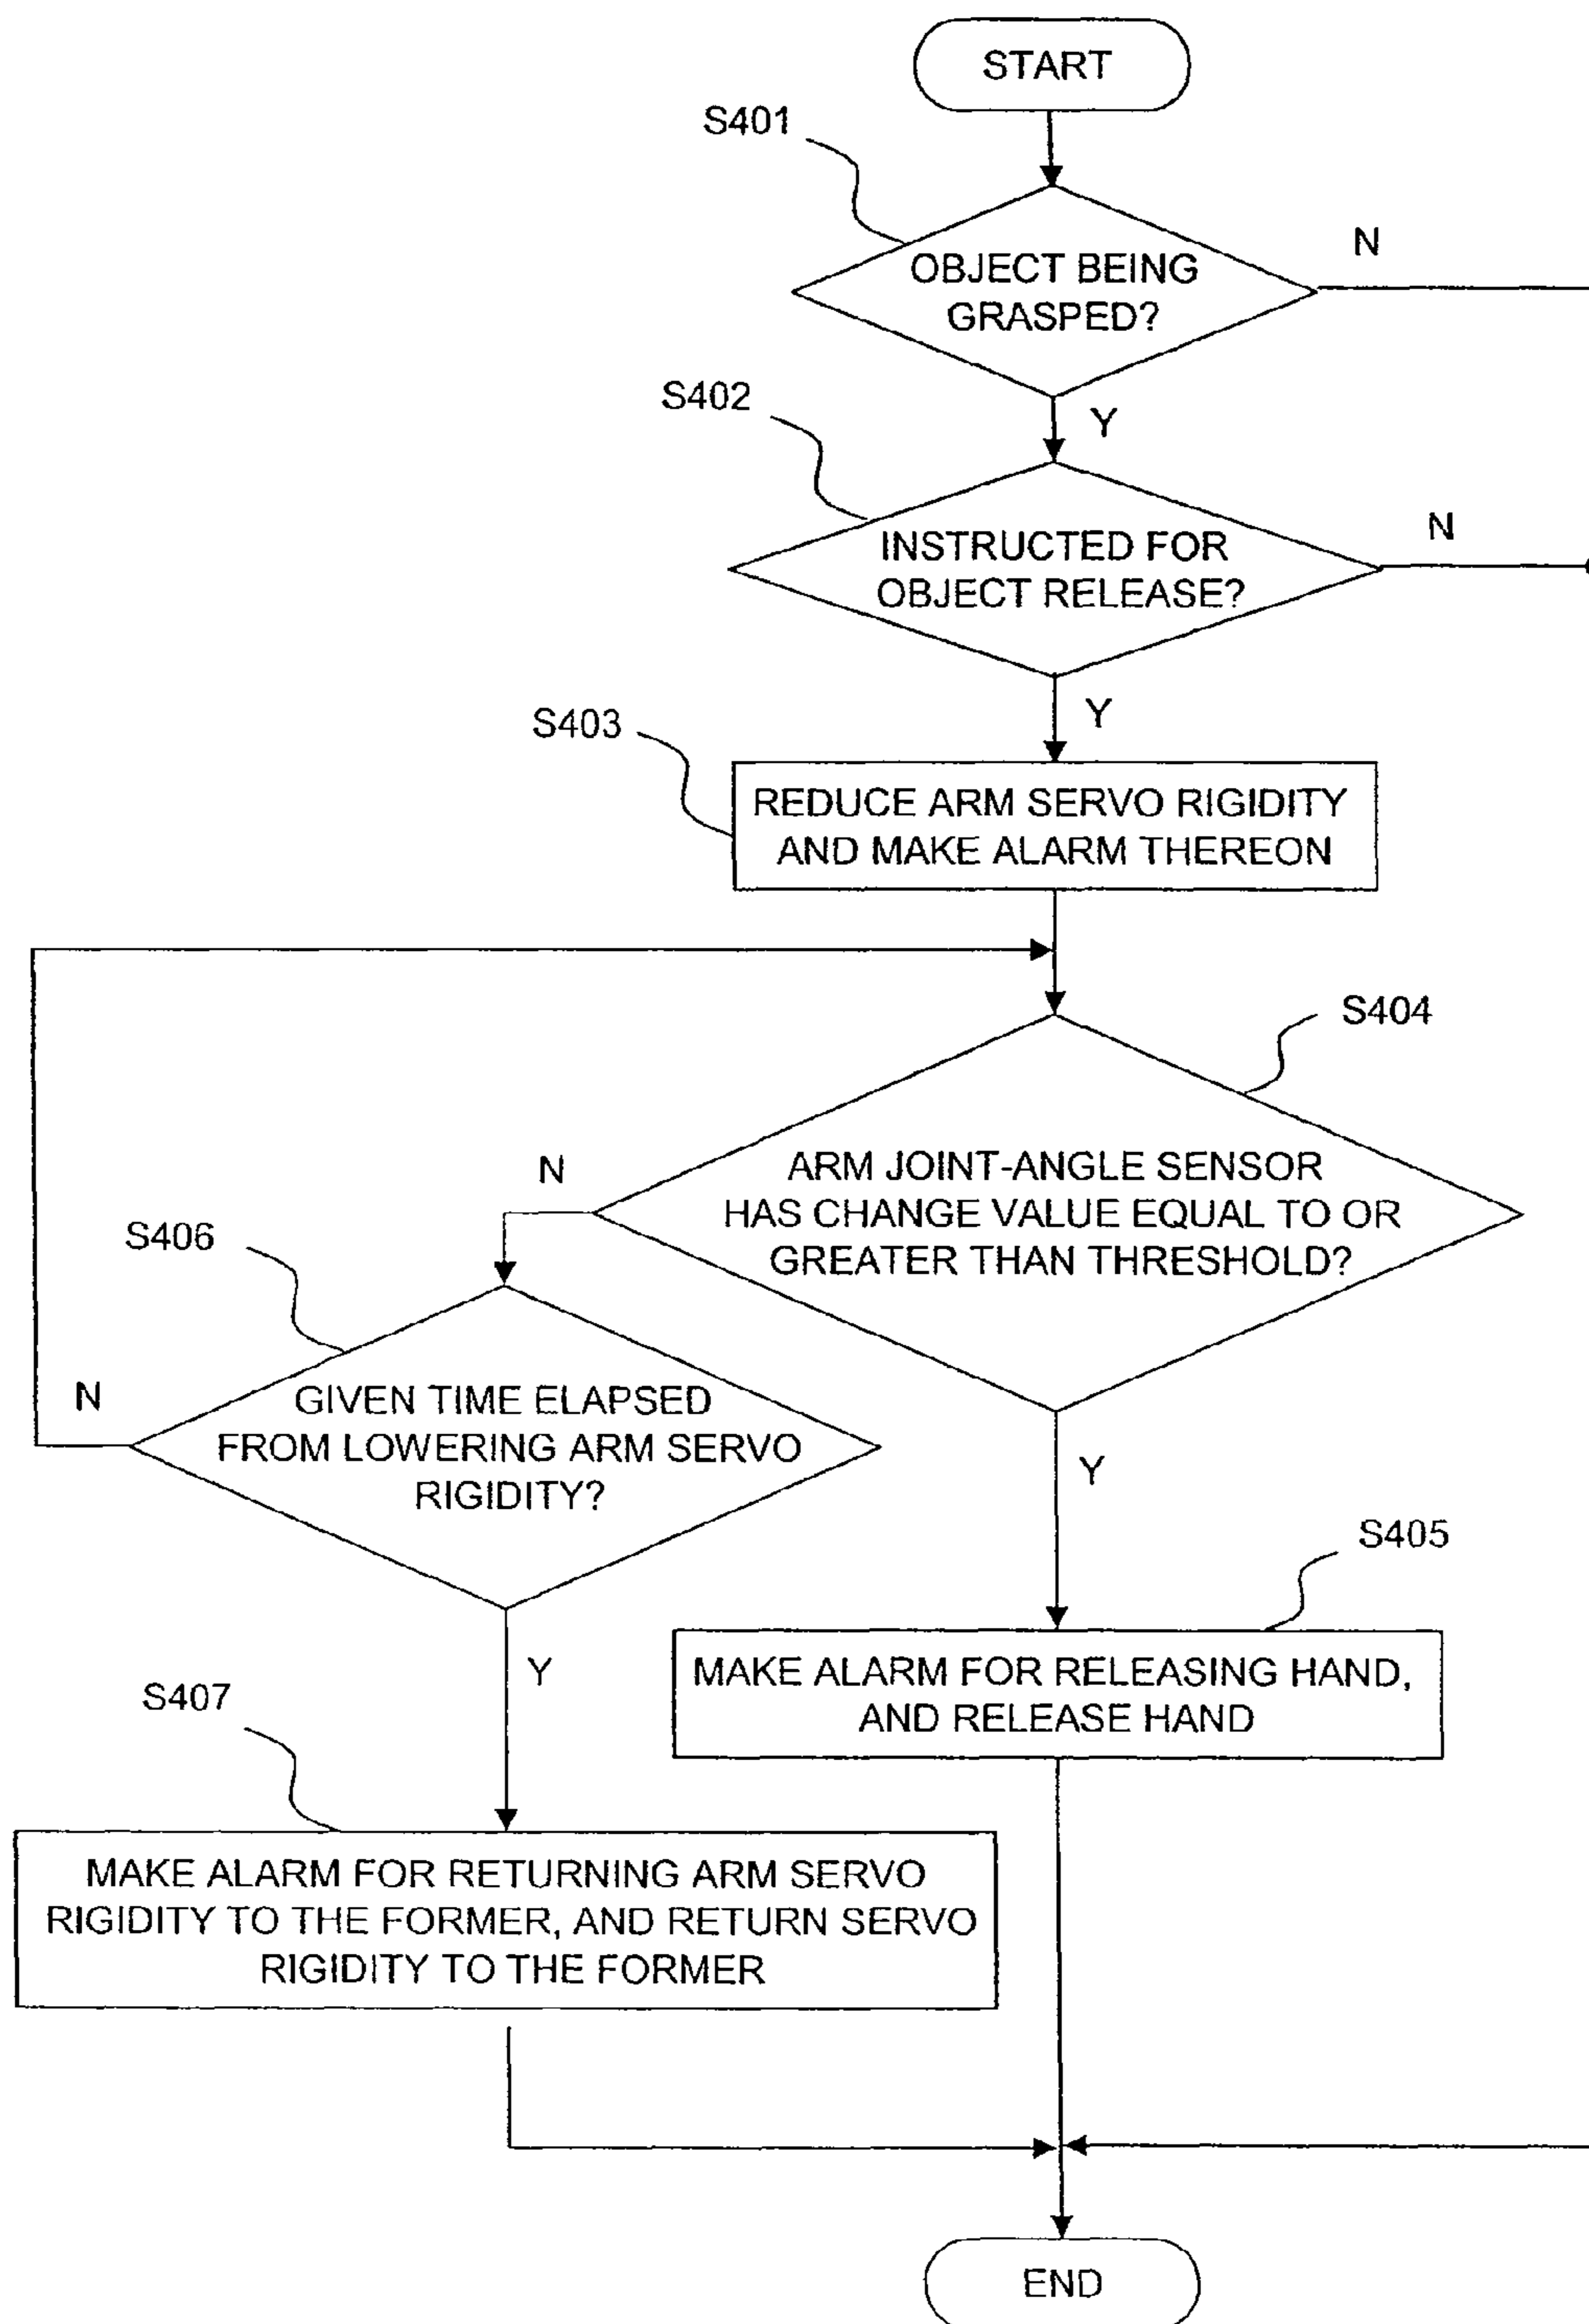 START
S401
N
OBJECT BEING
GRASPED?
S402
Y
N
INSTRUCTED FOR
OBJECT RELEASE?
S403
Y
REDUCE ARM SERVO RIGIDITY
AND MAKE ALARM THEREON
S404
N
ARM JOINT-ANGLE SENSOR
HAS CHANGE VALUE EQUAL TO OR
GREATER THAN THRESHOLD?
S406
N
GIVEN TIME ELAPSED
FROM LOWERING ARM SERVO
RIGIDITY?
Y
S405
Y
MAKE ALARM FOR RELEASING HAND,
AND RELEASE HAND
S407
MAKE ALARM FOR RETURNING ARM SERVO
RIGIDITY TO THE FORMER, AND RETURN SERVO
RIGIDITY TO THE FORMER
END